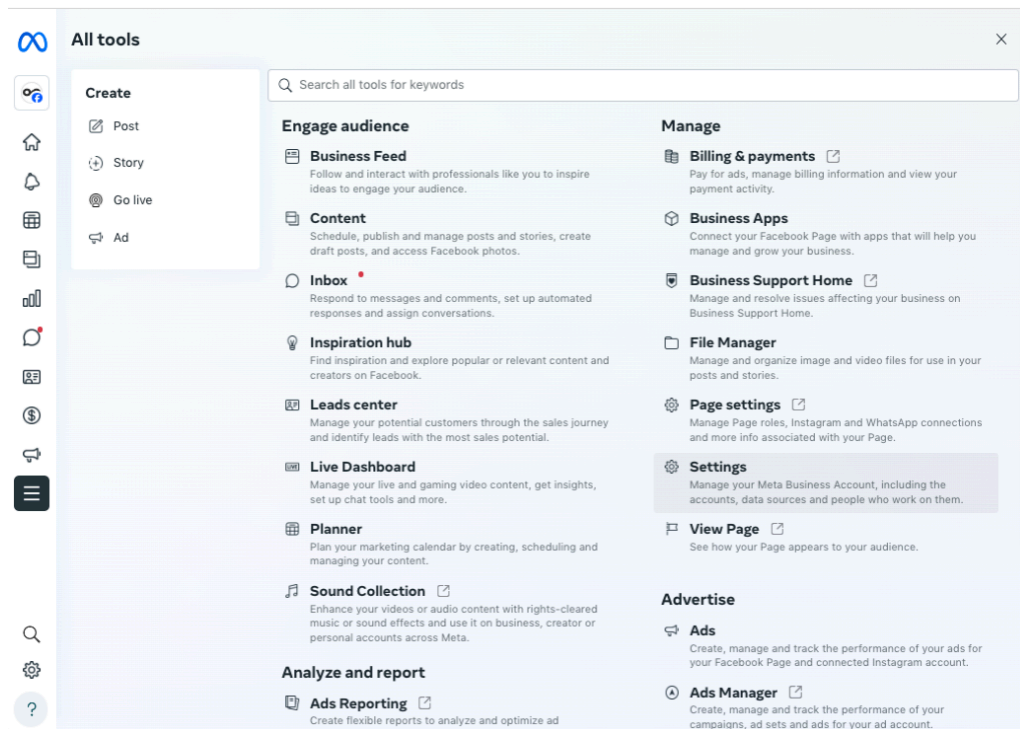 All tools
Create
Post
Story
Go live
Ad
Search all tools for keywords
Engage audience
Business Feed
Follow and interact with professionals like you to inspire
ideas to engage your audience.
Content
Schedule, publish and manage posts and stories, create
draft posts, and access Facebook photos.
Inbox
Respond to messages and comments, set up automated
responses and assign conversations.
Inspiration hub
Find inspiration and explore popular or relevant content and
creators on Facebook.
Leads center
Manage your potential customers through the sales journey
and identify leads with the most sales potential.
LIVE
Live Dashboard
Manage your live and gaming video content, get insights,
set up chat tools and more.
Planner
Plan your marketing calendar by creating, scheduling and
managing your content.
Sound Collection
Enhance your videos or audio content with rights-cleared
music or sound effects and use it on business, creator or
personal accounts across Meta.
Analyze and report
Ads Reporting
Create flexible reports to analyze and optimize ad
Manage
Billing & payments
Pay for ads, manage billing information and view your
payment activity.
Business Apps
Connect your Facebook Page with apps that will help you
manage and grow your business.
Business Support Home
Manage and resolve issues affecting your business on
Business Support Home.
File Manager
Manage and organize image and video files for use in your
posts and stories.
Page settings
Manage Page roles, Instagram and WhatsApp connections
and more info associated with your Page.
Settings
Manage your Meta Business Account, including the
accounts, data sources and people who work on them.
View Page
See how your Page appears to your audience.
Advertise
Ads
Create, manage and track the performance of your ads for
your Facebook Page and connected Instagram account.
Ads Manager
Create, manage and track the performance of your
campaigns, ad sets and ads for your ad account.